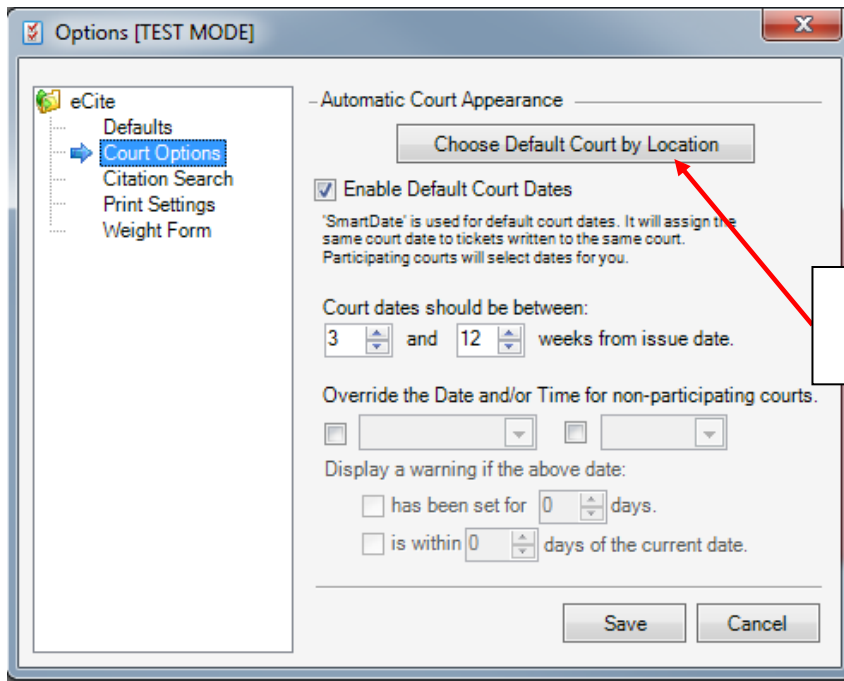 Options [TEST MODE]
eCite
Defaults
Court Options
Citation Search
Print Settings
Weight Form
Automatic Court Appearance
Choose Default Court by Location
Enable Default Court Dates
'SmartDate' is used for default court dates. It will assign the
same court date to tickets written to the same court.
Participating courts will select dates for you.
Court dates should be between:
3 and 12 weeks from issue date.
Override the Date and/or Time for non-participating courts.
Display a warning if the above date:
has been set for 0 days.
is within 0 days of the current date.
Save Cancel